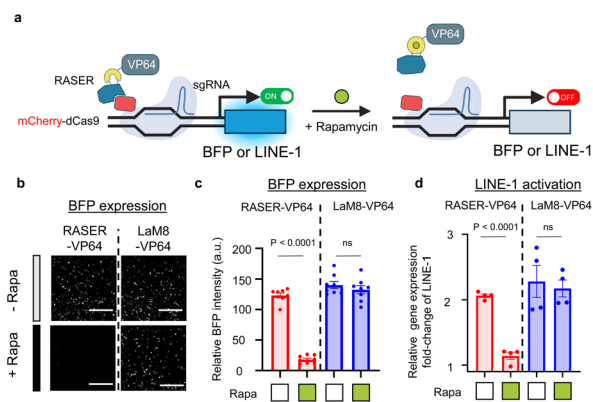 a
VP64
RASER
sgRNA
mCherry-dCas9
ON
BFP or LINE-1
+ Rapamycin
VP64
OFF
BFP or LINE-1
b
BFP expression
RASER
-VP64
LaM8
-VP64
- Rapa
+ Rapa
c
BFP expression
RASER-VP64
LaM8-VP64
P < 0.0001
ns
Relative BFP intensity (a.u.)
200
150
100
50
0
Rapa
d
LINE-1 activation
RASER-VP64
LaM8-VP64
P < 0.0001
ns
Relative gene expression
fold-change of LINE-1
3
2
1
Rapa